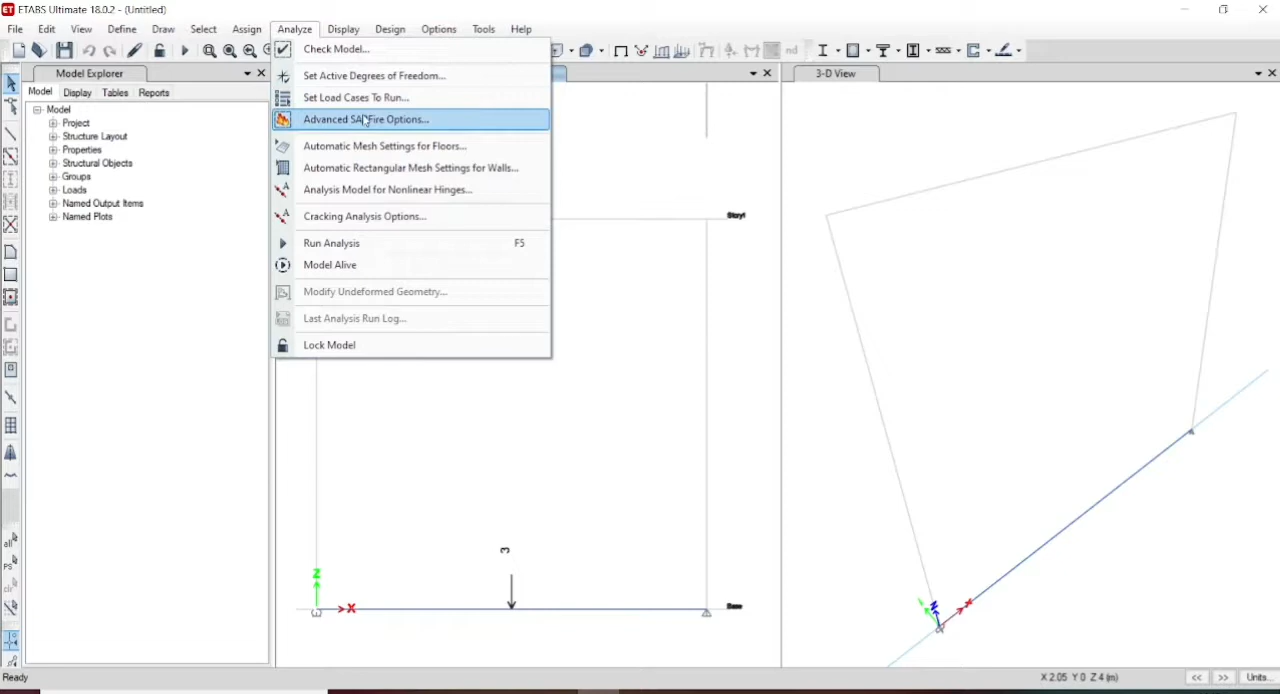 ETABS Ultimate 18.0.2 - (Untitled)
File Edit View Define Draw Select Assign Analyze Display Design Options Tools Help
nd
Model Explorer
3-D View
Model Display Tables Reports
Model
Project
Structure Layout
Properties
Structural Objects
Groups
Loads
Named Output Items
Named Plots
Check Model...
Set Active Degrees of Freedom...
Set Load Cases To Run...
Advanced SAPFire Options...
Automatic Mesh Settings for Floors...
Automatic Rectangular Mesh Settings for Walls...
Analysis Model for Nonlinear Hinges...
Cracking Analysis Options...
Run Analysis F5
Model Alive
Modify Undeformed Geometry...
Last Analysis Run Log...
Lock Model
Story1
3
Z
X
Base
all
PS
clr
Ready
X 2.05 Y 0 Z 4 (m)
<< >> Units...